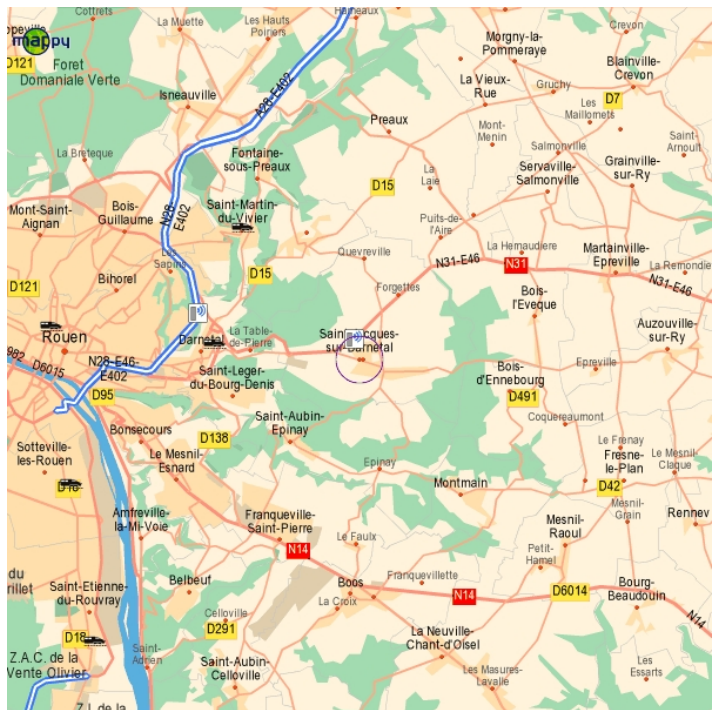 Cottrets
La Muette
Les Hauts
Poiriers
Hameaux
Crevon
Morgny-la-
Pommeraye
Blainville-
Crevon
mappy
D121
Foret
Domaniale Verte
A28-E402
Isneauville
La Vieux-
Rue
Gruchy
D7
Les
Maillomets
Preaux
Mont-
Menin
Salmonville
Saint-
Arnoult
La Breteque
Fontaine-
sous-Preaux
La
Laie
Servaville-
Salmonville
Grainville-
sur-Ry
D15
N28-
E402
Mont-Saint-
Aignan
Bois-
Guillaume
Saint-Martin-
du-Vivier
Puits-de-
l'Aire
Les
Sapins
Quevreville
La Hemaudiere
Martainville-
Epreville
N31-E46
N31
La Remondie
D15
Bihorel
D121
Forgettes
Bois-
l'Eveque
N31-E46
Rouen
Darnetal
La Table-
de-Pierre
Saint-Jacques-
sur-Darnetal
Auzouville-
sur-Ry
982
D6015
N28-E46-
E402
Saint-Leger-
du-Bourg-Denis
Bois-
d'Ennebourg
Epreville
D95
D491
Saint-Aubin-
Epinay
Coquereaumont
Bonsecours
D138
Sotteville-
les-Rouen
Le Mesnil-
Esnard
Epinay
Le Frenay
Fresne-
le-Plan
Le Mesnil-
Claque
D18
Montmain
D42
Mesnil-
Grain
Amfreville-
la-Mi-Voie
Franqueville-
Saint-Pierre
Rennev
Le Faulx
Mesnil-
Raoul
N14
Petit-
Hamel
du
rillet
Saint-Etienne-
du-Rouvray
Belbeuf
Boos
Franquevillette
N14
D6014
Bourg-
Beaudouin
La Croix
N14
Celloville
D291
D18
Saint-
Adrien
La Neuville-
Chant-d'Oisel
Z.A.C. de la
Vente Olivier
Saint-Aubin-
Celloville
Les Masures-
Lavalle
Les
Essarts
Z.I. de la